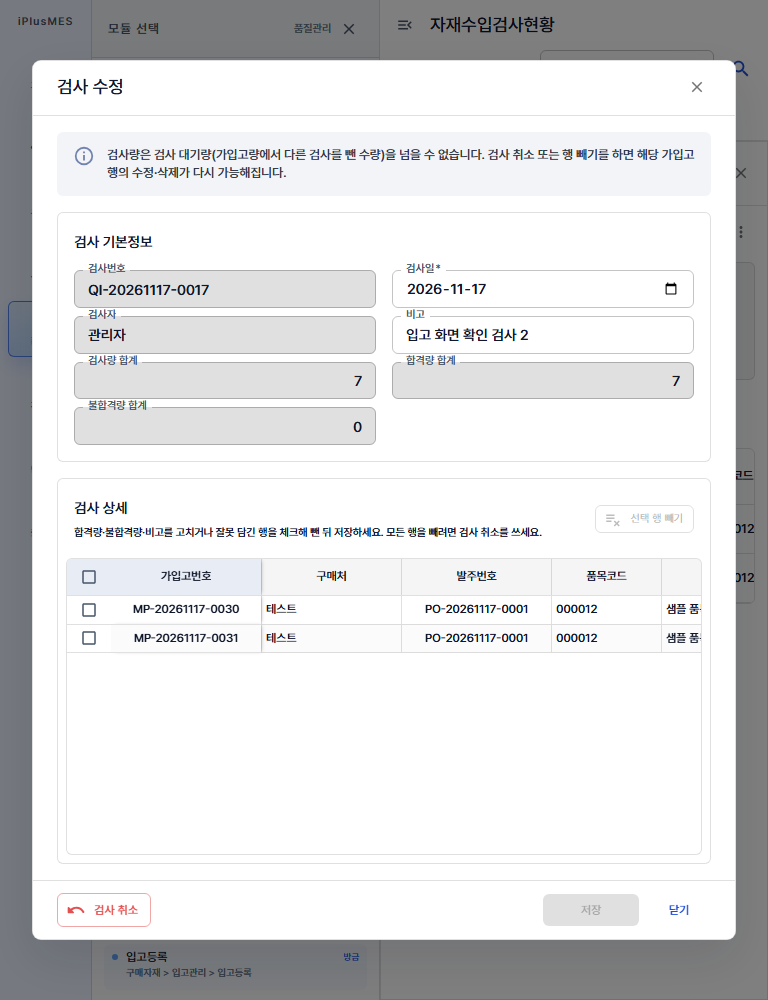 iPlusMES
모듈 선택
품질관리
자재수입검사현황
검사 수정
검사량은 검사 대기량(가입고량에서 다른 검사를 뺀 수량)을 넘을 수 없습니다. 검사 취소 또는 행 빼기를 하면 해당 가입고
행의 수정·삭제가 다시 가능해집니다.
검사 기본정보
검사번호
QI-20261117-0017
검사일*
2026-11-17
검사자
관리자
비고
입고 화면 확인 검사 2
검사량 합계
7
합격량 합계
7
불합격량 합계
0
검사 상세
합격량·불합격량·비고를 고치거나 잘못 담긴 행을 체크해 뺀 뒤 저장하세요. 모든 행을 빼려면 검사 취소를 쓰세요.
선택 행 빼기
가입고번호 구매처 발주번호 품목코드
MP-20261117-0030 테스트 PO-20261117-0001 000012 샘플 품
MP-20261117-0031 테스트 PO-20261117-0001 000012 샘플 품
코드
012
012
검사 취소
저장
닫기
입고등록
방금
구매자재 > 입고관리 > 입고등록